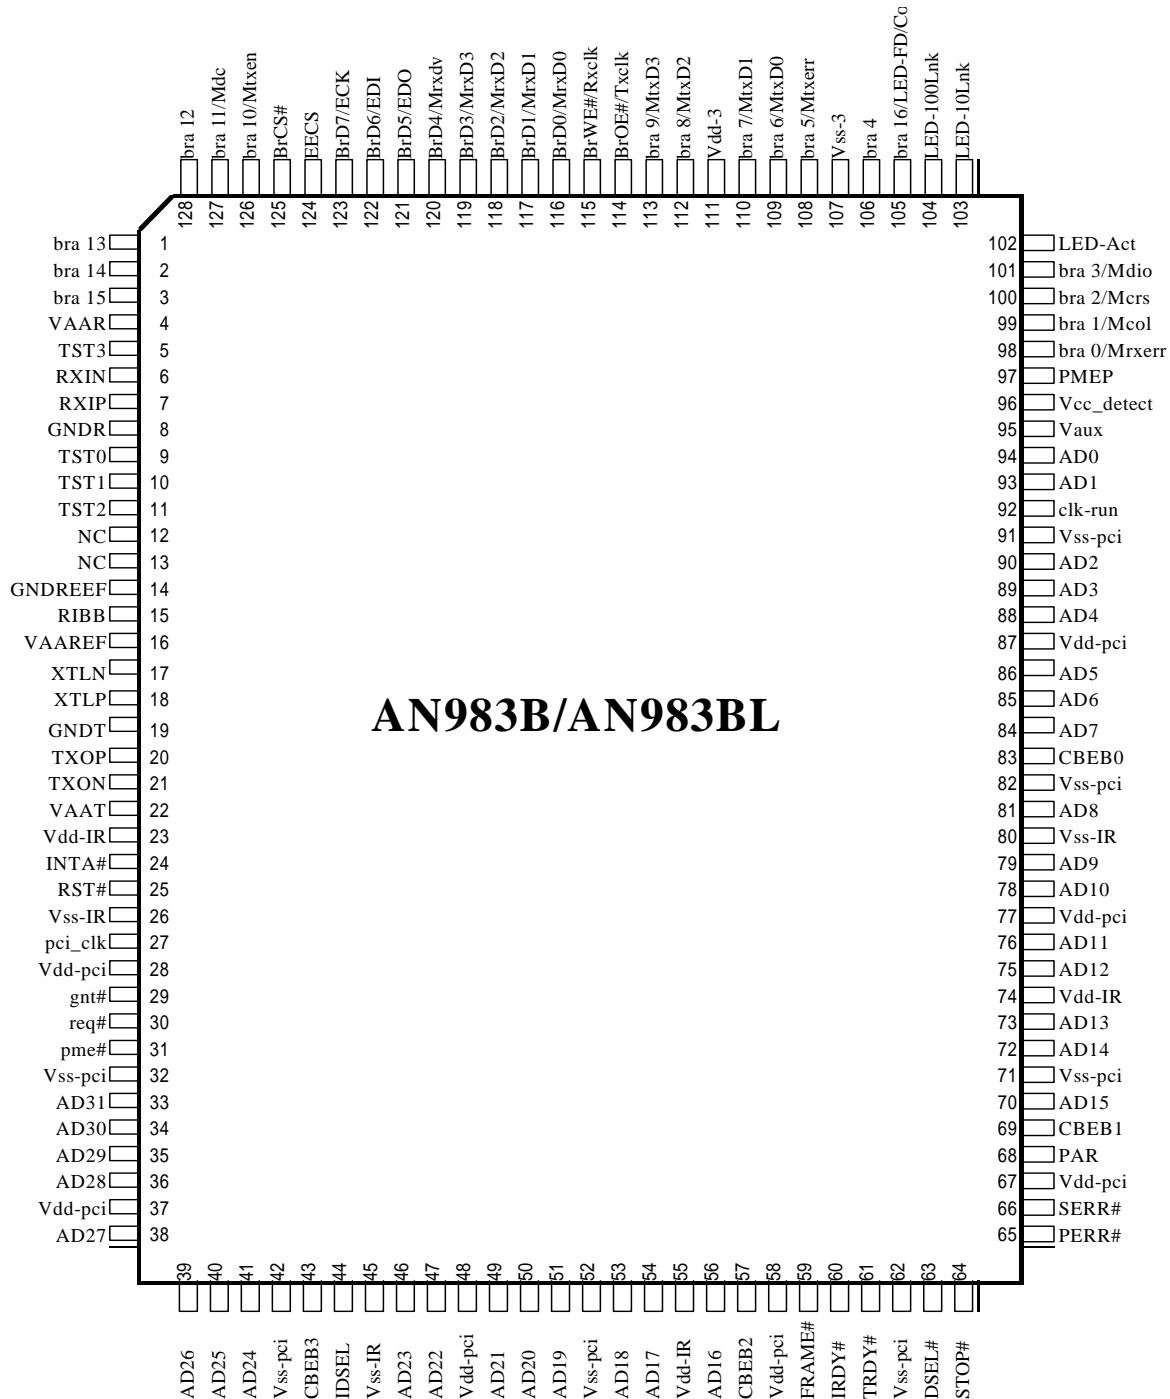 bra 12
bra 11/Mdc
bra 10/Mtxen
BrCS#
EECS
BrD7/ECK
BrD6/EDI
BrD5/EDO
BrD4/Mrxdv
BrD3/MrxD3
BrD2/MrxD2
BrD1/MrxD1
BrD0/MrxD0
BrWE#/Rxclk
BrOE#/Txclk
bra 9/MtxD3
bra 8/MtxD2
Vdd-3
bra 7/MtxD1
bra 6/MtxD0
bra 5/Mtxerr
Vss-3
bra 4
bra 16/LED-FD/Co
LED-100Lnk
LED-10Lnk
128 127 126 125 124 123 122 121 120 119 118 117 116 115 114 113 112 111 110 109 108 107 106 105 104 103
bra 13 1 102 LED-Act
bra 14 2 101 bra 3/Mdio
bra 15 3 100 bra 2/Mcrs
VAAR 4 99 bra 1/Mcol
TST3 5 98 bra 0/Mrxerr
RXIN 6 97 PMEP
RXIP 7 96 Vcc_detect
GNDR 8 95 Vaux
TST0 9 94 AD0
TST1 10 93 AD1
TST2 11 92 clk-run
NC 12 91 Vss-pci
NC 13 90 AD2
GNDREEF 14 89 AD3
RIBB 15 88 AD4
VAAREF 16 87 Vdd-pci
XTLN 17 86 AD5
XTLP 18 85 AD6
GNDT 19 84 AD7
AN983B/AN983BL
TXOP 20 83 CBEB0
TXON 21 82 Vss-pci
VAAT 22 81 AD8
Vdd-IR 23 80 Vss-IR
INTA# 24 79 AD9
RST# 25 78 AD10
Vss-IR 26 77 Vdd-pci
pci_clk 27 76 AD11
Vdd-pci 28 75 AD12
gnt# 29 74 Vdd-IR
req# 30 73 AD13
pme# 31 72 AD14
Vss-pci 32 71 Vss-pci
AD31 33 70 AD15
AD30 34 69 CBEB1
AD29 35 68 PAR
AD28 36 67 Vdd-pci
Vdd-pci 37 66 SERR#
AD27 38 65 PERR#
39 40 41 42 43 44 45 46 47 48 49 50 51 52 53 54 55 56 57 58 59 60 61 62 63 64
AD26
AD25
AD24
Vss-pci
CBEB3
IDSEL
Vss-IR
AD23
AD22
Vdd-pci
AD21
AD20
AD19
Vss-pci
AD18
AD17
Vdd-IR
AD16
CBEB2
Vdd-pci
FRAME#
IRDY#
TRDY#
Vss-pci
DSEL#
STOP#